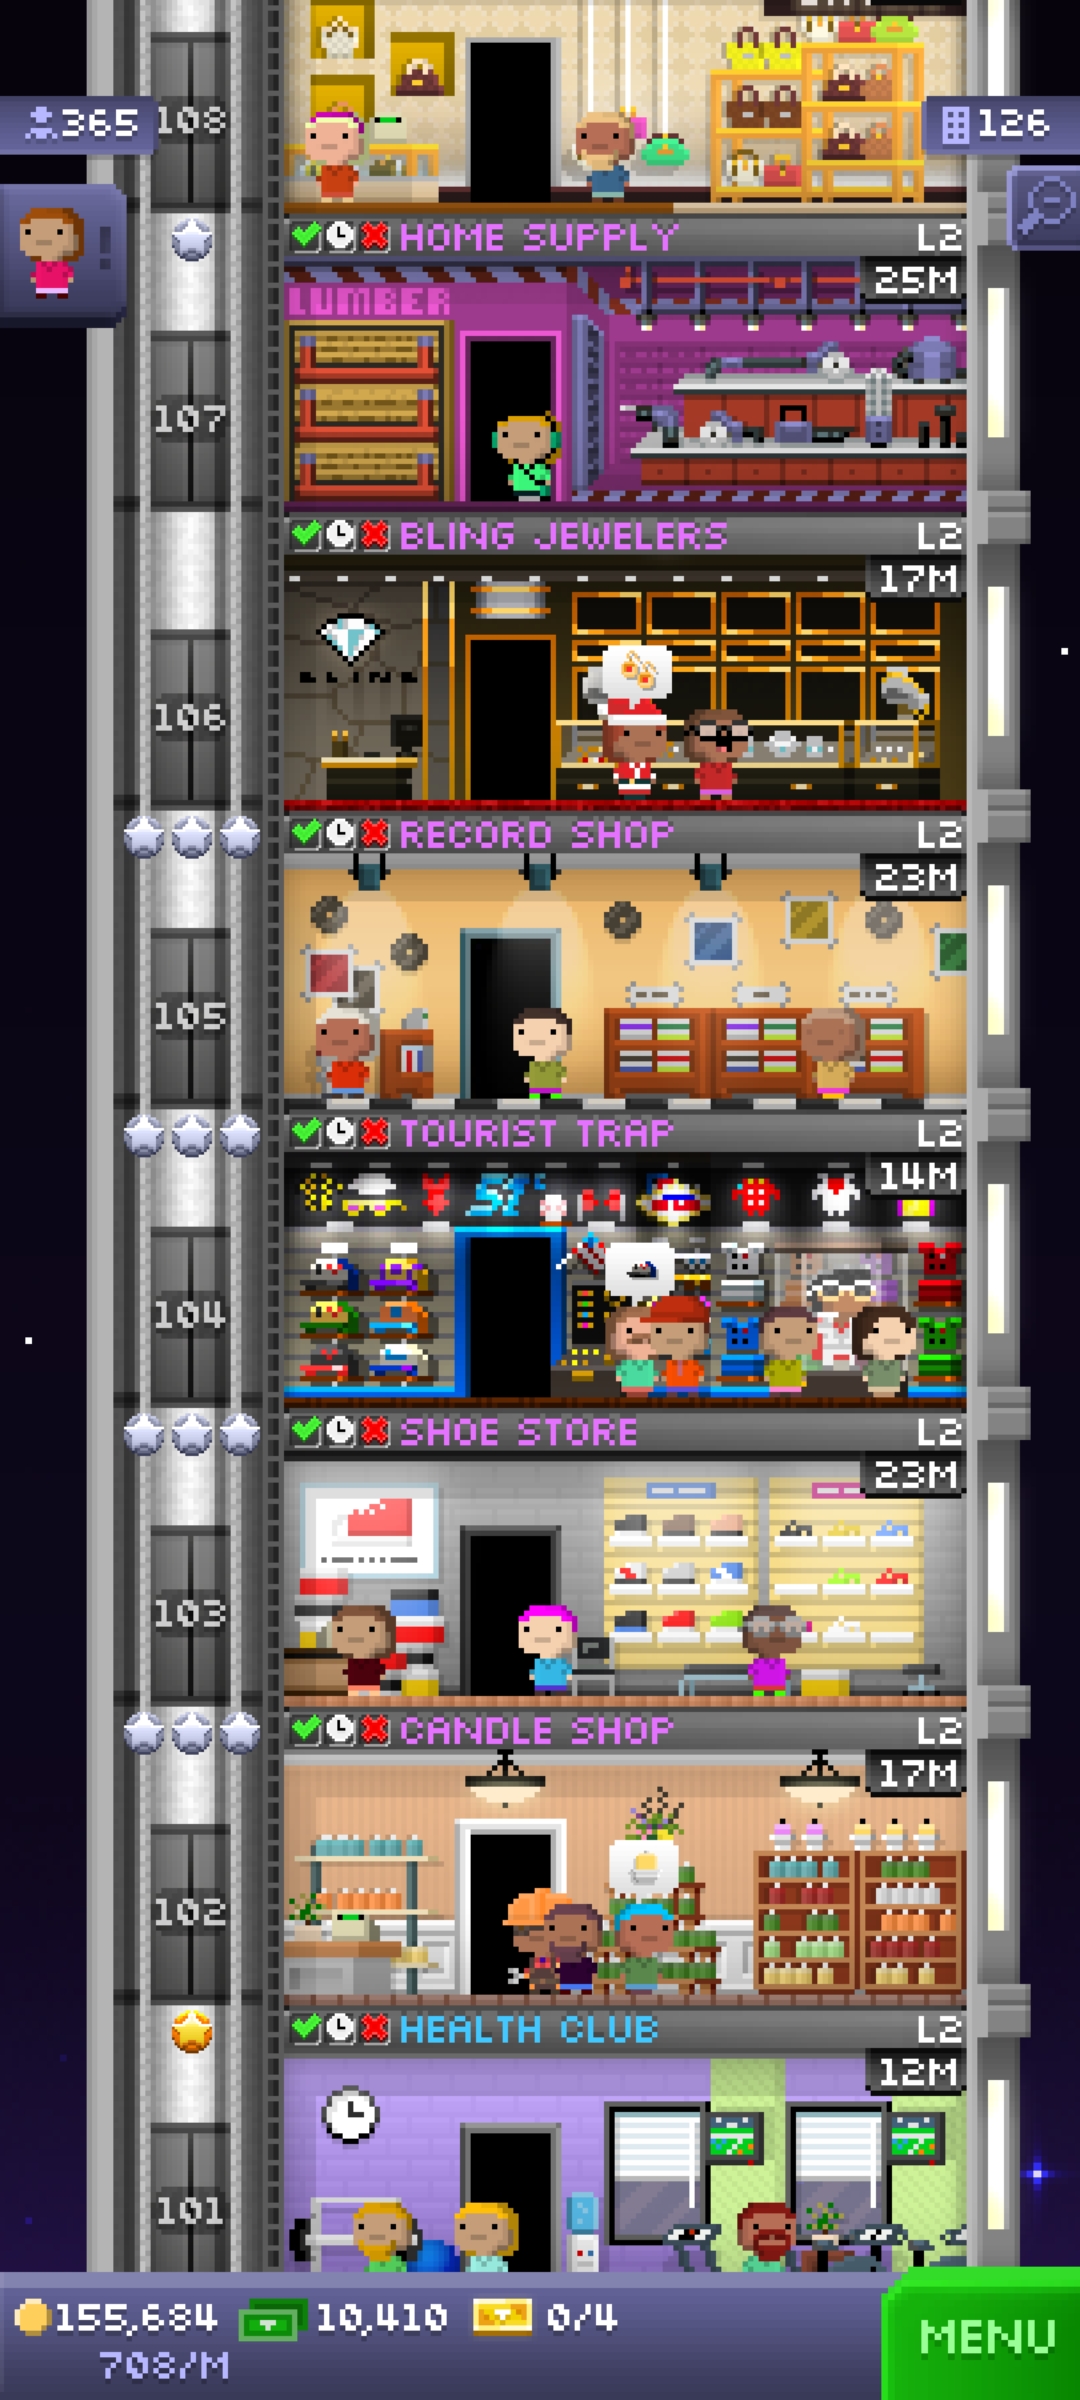 365
108
126
HOME SUPPLY L2
25M
LUMBER
107
BLING JEWELERS L2
17M
BLING
106
RECORD SHOP L2
23M
105
TOURIST TRAP L2
14M
104
SHOE STORE L2
23M
103
CANDLE SHOP L2
17M
102
HEALTH CLUB L2
12M
101
155,684 10,410 0/4
708/M
MENU